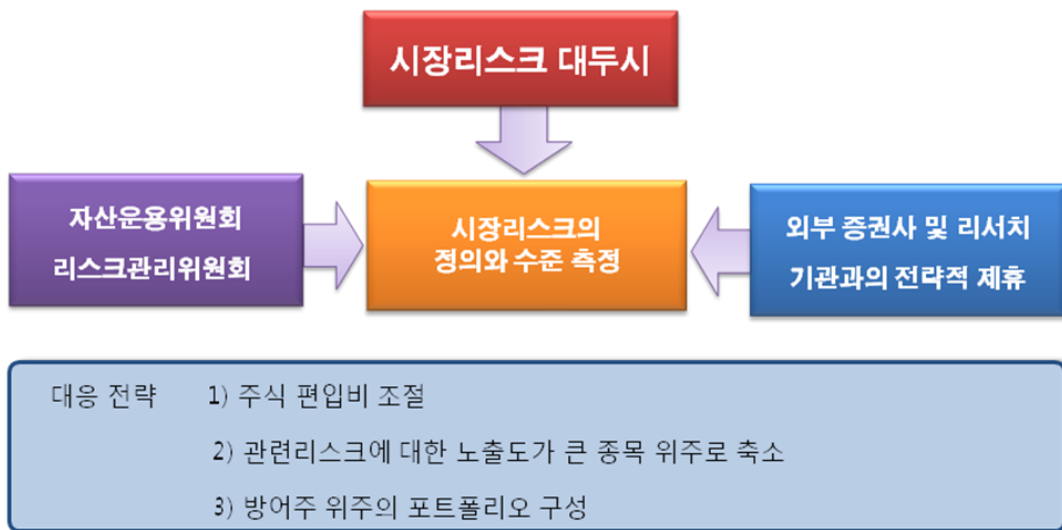 시장리스크 대두시
자산운용위원회
리스크관리위원회
시장리스크의
정의와 수준 측정
외부 증권사 및 리서치
기관과의 전략적 제휴
대응 전략 1) 주식 편입비 조절
2) 관련리스크에 대한 노출도가 큰 종목 위주로 축소
3) 방어주 위주의 포트폴리오 구성